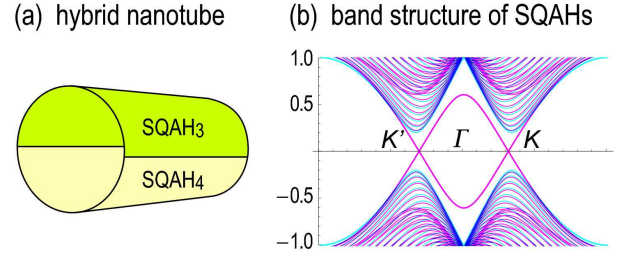 (a) hybrid nanotube
SQAH3
SQAH4
(b) band structure of SQAHs
1.0
0.5
K' Γ K
−0.5
−1.0